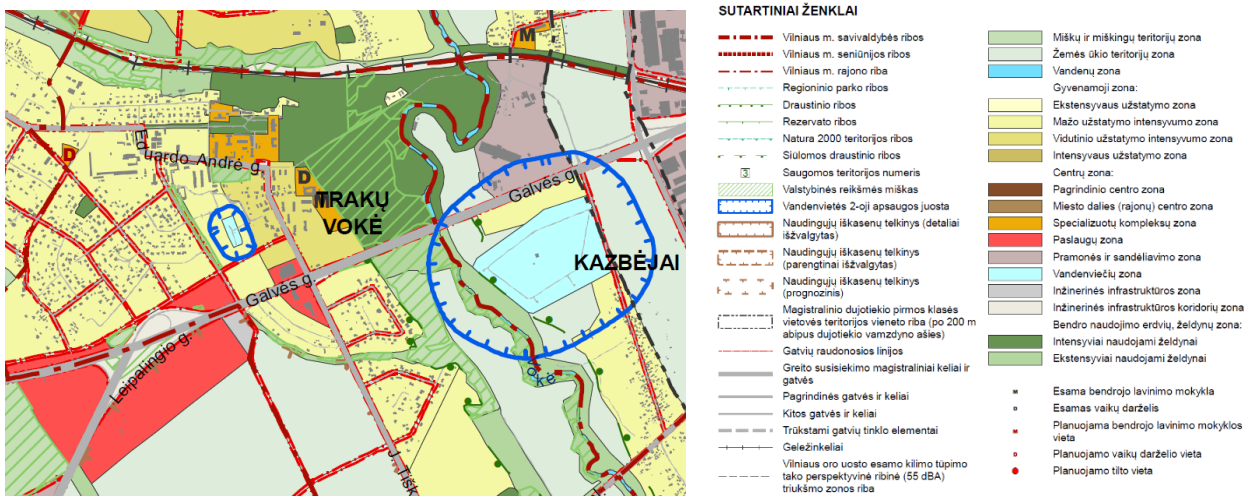 M
D
Eduardo Andrė g.
D
TRAKŲ
VOKĖ
Galvės g.
KAZBĖJAI
Galvės g.
Vokė
Leipalingio g.
J. Tišk
SUTARTINIAI ŽENKLAI
Vilniaus m. savivaldybės ribos
Vilniaus m. seniūnijos ribos
Vilniaus m. rajono riba
Regioninio parko ribos
Draustinio ribos
Rezervato ribos
Natura 2000 teritorijos ribos
Siūlomos draustinio ribos
3
Saugomos teritorijos numeris
Valstybinės reikšmės miškas
Vandenvietės 2-oji apsaugos juosta
Naudingųjų iškasenų telkinys (detaliai
išžvalgytas)
Naudingųjų iškasenų telkinys
(parengtinai išžvalgytas)
Naudingųjų iškasenų telkinys
(prognozinis)
Magistralinio dujotiekio pirmos klasės
vietovės teritorijos vieneto riba (po 200 m
abipus dujotiekio vamzdyno ašies)
Gatvių raudonosios linijos
Greito susisiekimo magistraliniai keliai ir
gatvės
Pagrindinės gatvės ir keliai
Kitos gatvės ir keliai
Trūkstami gatvių tinklo elementai
Geležinkeliai
Vilniaus oro uosto esamo kilimo tūpimo
tako perspektyvinė ribinė (55 dBA)
triukšmo zonos riba
Miškų ir miškingų teritorijų zona
Žemės ūkio teritorijų zona
Vandenų zona
Gyvenamoji zona:
Ekstensyvaus užstatymo zona
Mažo užstatymo intensyvumo zona
Vidutinio užstatymo intensyvumo zona
Intensyvaus užstatymo zona
Centrų zona:
Pagrindinio centro zona
Miesto dalies (rajonų) centro zona
Specializuotų kompleksų zona
Paslaugų zona
Pramonės ir sandėliavimo zona
Vandenviečių zona
Inžinerinės infrastruktūros zona
Inžinerinės infrastruktūros koridorių zona
Bendro naudojimo erdvių, želdynų zona:
Intensyviai naudojami želdynai
Ekstensyviai naudojami želdynai
M Esama bendrojo lavinimo mokykla
D Esamas vaikų darželis
M Planuojama bendrojo lavinimo mokyklos
vieta
D Planuojamo vaikų darželio vieta
Planuojamo tilto vieta